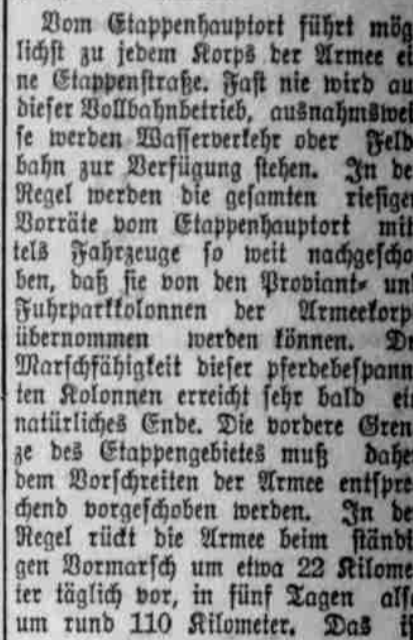 Vom Etappenhauptort führt mög
lichst zu jedem Korps der Armee ei
ne Etappenstraße. Fast nie wird au
dieser Vollbahnbetrieb, ausnahmswei
se werden Wasserverkehr oder Feld
bahn zur Verfügung stehen. In de
Regel werden die gesamten riesige
Vorräte vom Etappenhauptort mit
tels Fahrzeuge so weit nachgescho
ben, daß sie von den Proviant- un
Fuhrparkkolonnen der Armeekorp
übernommen werden können. D
Marschfähigkeit dieser pferdebespann
ten Kolonnen erreicht sehr bald ei
natürliches Ende. Die vordere Gren
ze des Etappengebietes muß dahe
dem Vorschreiten der Armee entspre
chend vorgeschoben werden. In de
Regel rückt die Armee beim ständi
gen Vormarsch um etwa 22 Kilome
ter täglich vor, in fünf Tagen also
um rund 110 Kilometer. Das i